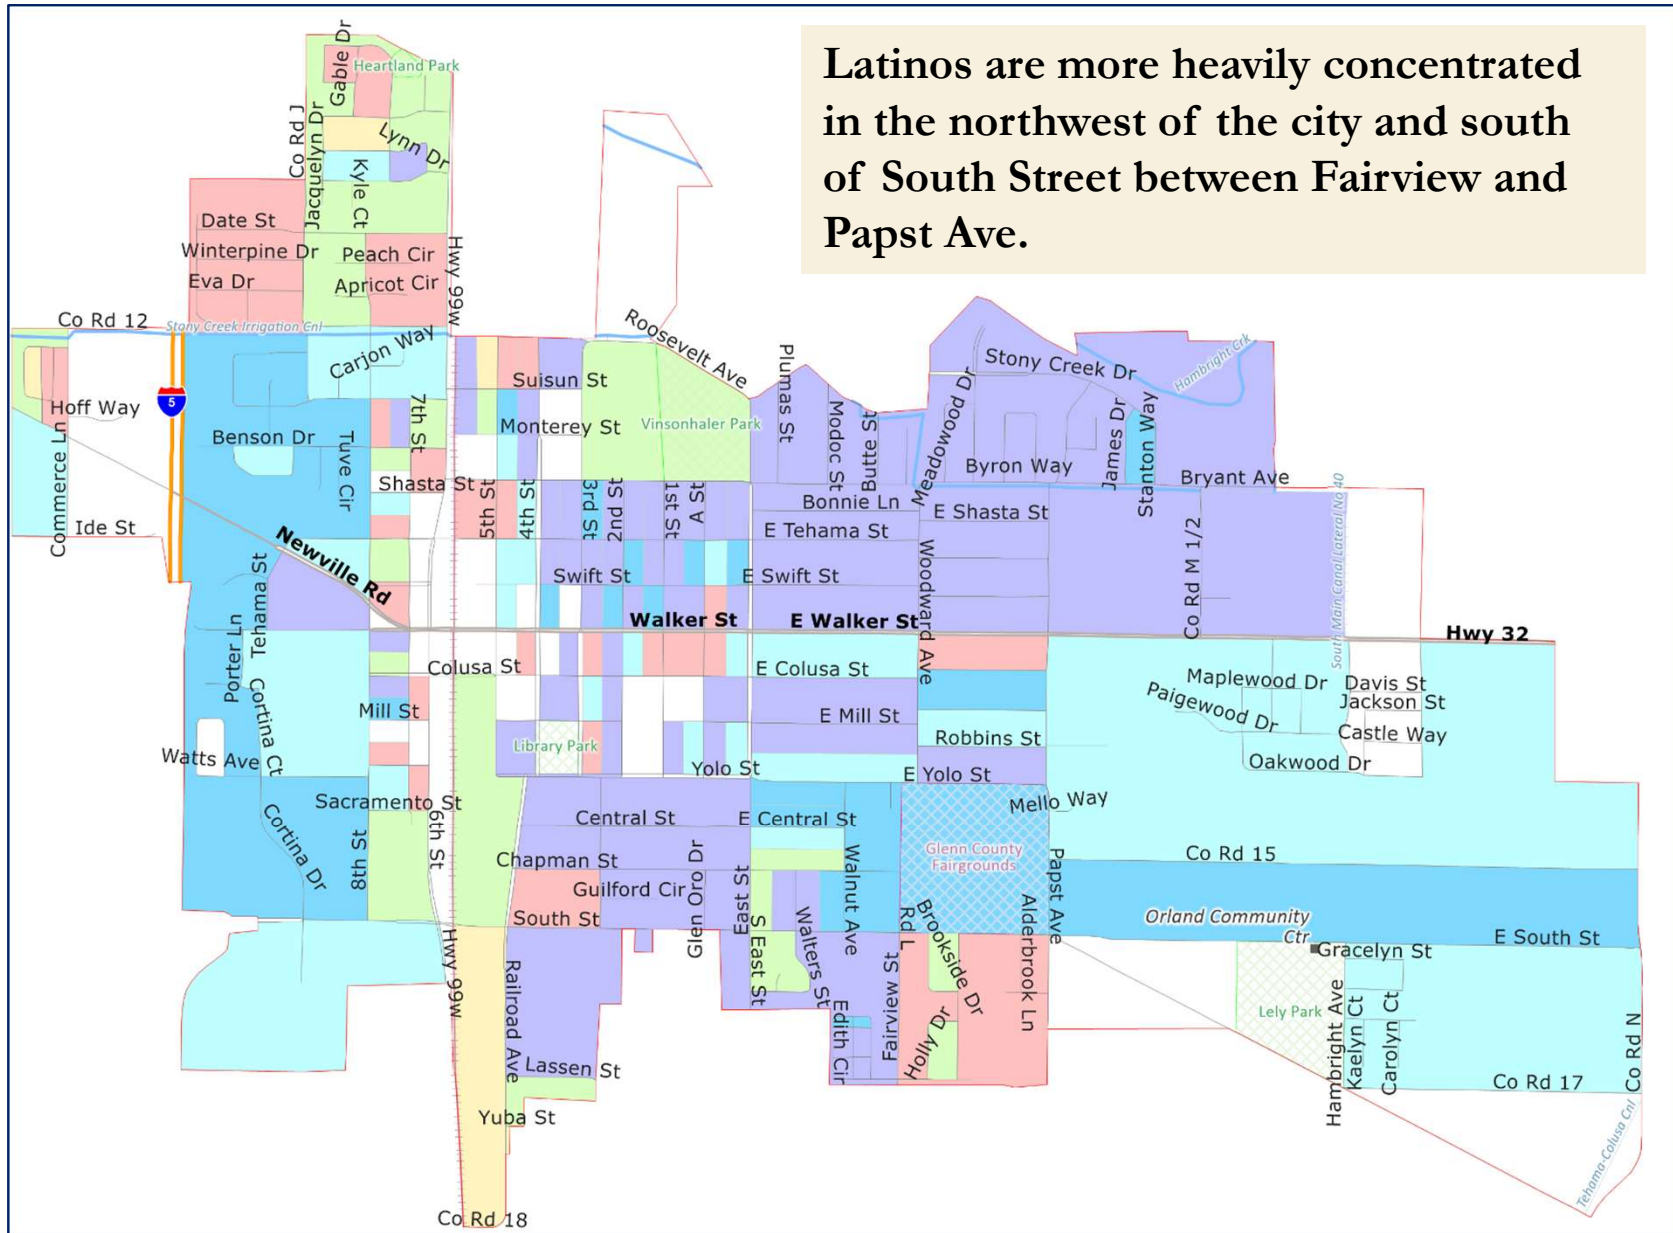 Latinos are more heavily concentrated
in the northwest of the city and south
of South Street between Fairview and
Papst Ave.
Gable Dr
Heartland Park
Co Rd J
Jacquelyn Dr
Lynn Dr
Kyle Ct
Date St
Winterpine Dr
Peach Cir
Eva Dr
Apricot Cir
Hwy 99w
Co Rd 12
Stony Creek Irrigation Cnl
Carjon Way
Roosevelt Ave
Suisun St
Plumas St
Stony Creek Dr
Hambright Crk
5
Hoff Way
Commerce Ln
Benson Dr
Tuve Cir
7th St
Monterey St
Vinsonhaler Park
Modoc St
Butte St
Meadowood Dr
James Dr
Stanton Way
Byron Way
Bryant Ave
Shasta St
5th St
4th St
3rd St
2nd St
1st St
A St
Bonnie Ln
E Shasta St
E Tehama St
Ide St
Newville Rd
Tehama St
Swift St
E Swift St
Woodward Ave
Co Rd M 1/2
South Main Canal Lateral No 40
Walker St
E Walker St
Hwy 32
Porter Ln
Colusa St
E Colusa St
Maplewood Dr
Davis St
Jackson St
Paigewood Dr
Castle Way
Cortina Ct
Mill St
E Mill St
Robbins St
Library Park
Watts Ave
Yolo St
E Yolo St
Oakwood Dr
Sacramento St
Mello Way
Cortina Dr
8th St
6th St
Central St
E Central St
Chapman St
Glenn County
Fairgrounds
Co Rd 15
Guilford Cir
Glen Oro Dr
East St
Walnut Ave
Papst Ave
South St
S East St
Walters St
Rd L
Brookside Dr
Alderbrook Ln
Orland Community
Ctr
E South St
Gracelyn St
Hwy 99w
Railroad Ave
Edith Cir
Fairview St
Holly Dr
Lely Park
Hambright Ave
Kaelyn Ct
Carolyn Ct
Co Rd N
Lassen St
Co Rd 17
Yuba St
Tehama-Colusa Cnl
Co Rd 18